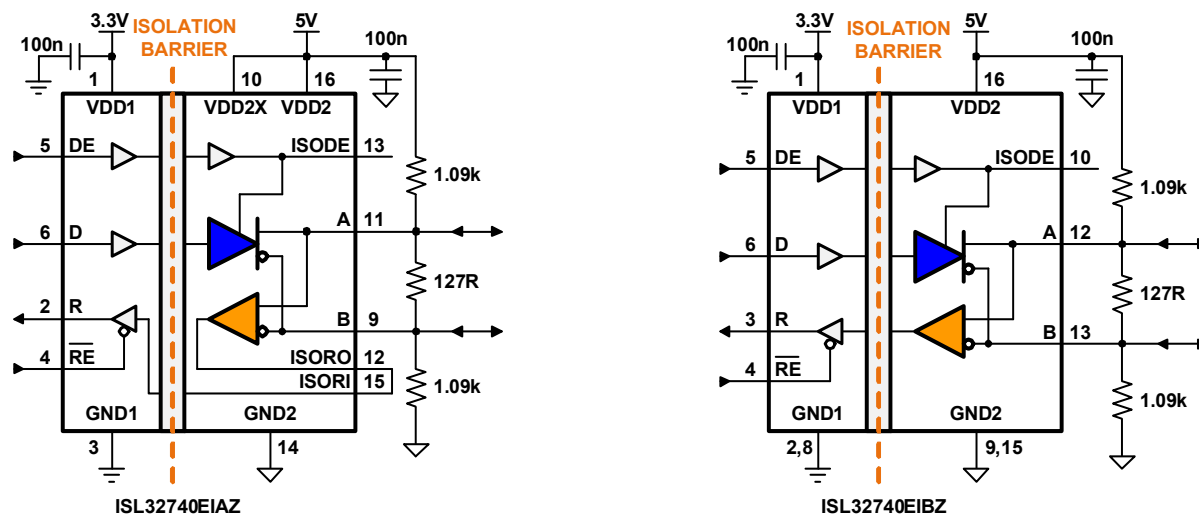 3.3V
ISOLATION
BARRIER
5V
100n
100n
1
10
16
VDD1
VDD2X
VDD2
5
DE
ISODE
13
1.09k
A
11
6
D
127R
2
R
B
9
ISORO
12
4
RE
ISORI
15
1.09k
GND1
GND2
3
14
ISL32740EIAZ
3.3V
ISOLATION
BARRIER
5V
100n
100n
1
16
VDD1
VDD2
5
DE
ISODE
10
1.09k
A
12
6
D
127R
3
R
B
13
4
RE
1.09k
GND1
GND2
2,8
9,15
ISL32740EIBZ